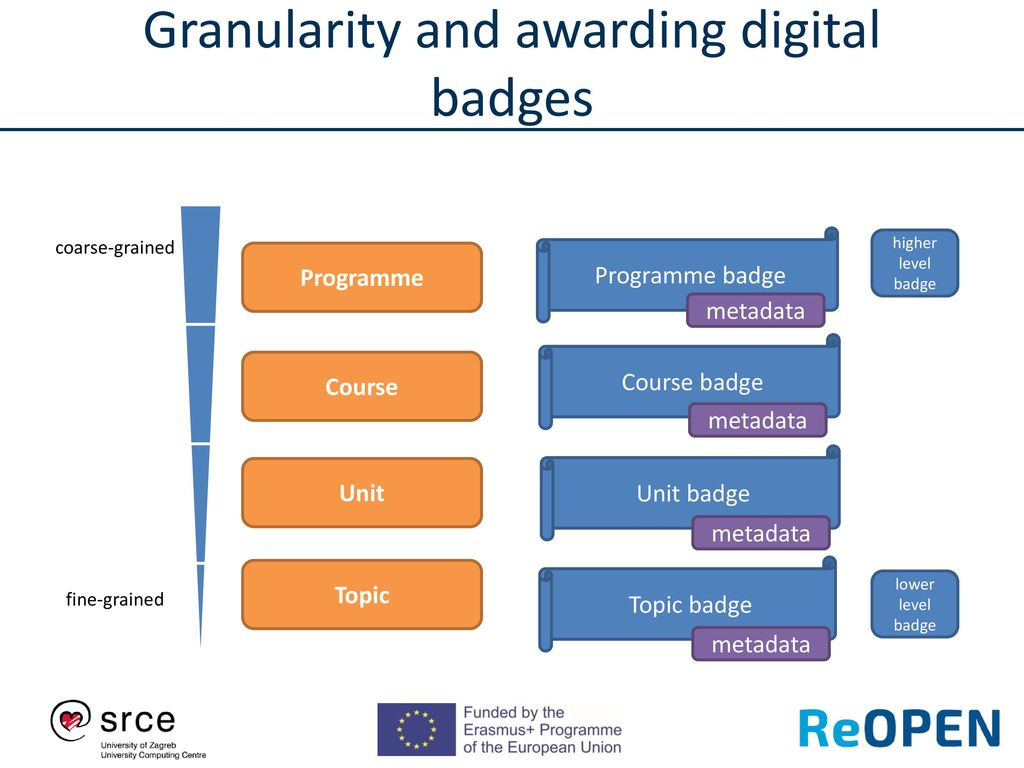 Granularity and awarding digital
badges
coarse-grained
Programme
Programme badge
metadata
higher
level
badge
Course
Course badge
metadata
Unit
Unit badge
metadata
fine-grained
Topic
Topic badge
metadata
lower
level
badge
srce
University of Zagreb
University Computing Centre
Funded by the
Erasmus+ Programme
of the European Union
ReOPEN